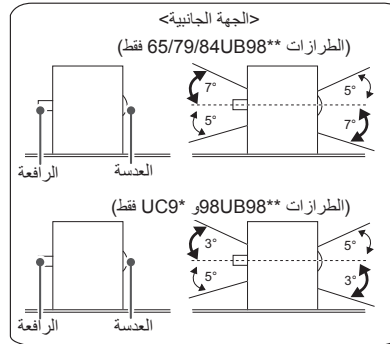 <الجهة الجانبية>
(الطرازات **65/79/84UB98 فقط)
7°
5°
5°
7°
الرافعة
العدسة
(الطرازات **98UB98و *UC9 فقط)
3°
5°
5°
3°
الرافعة
العدسة